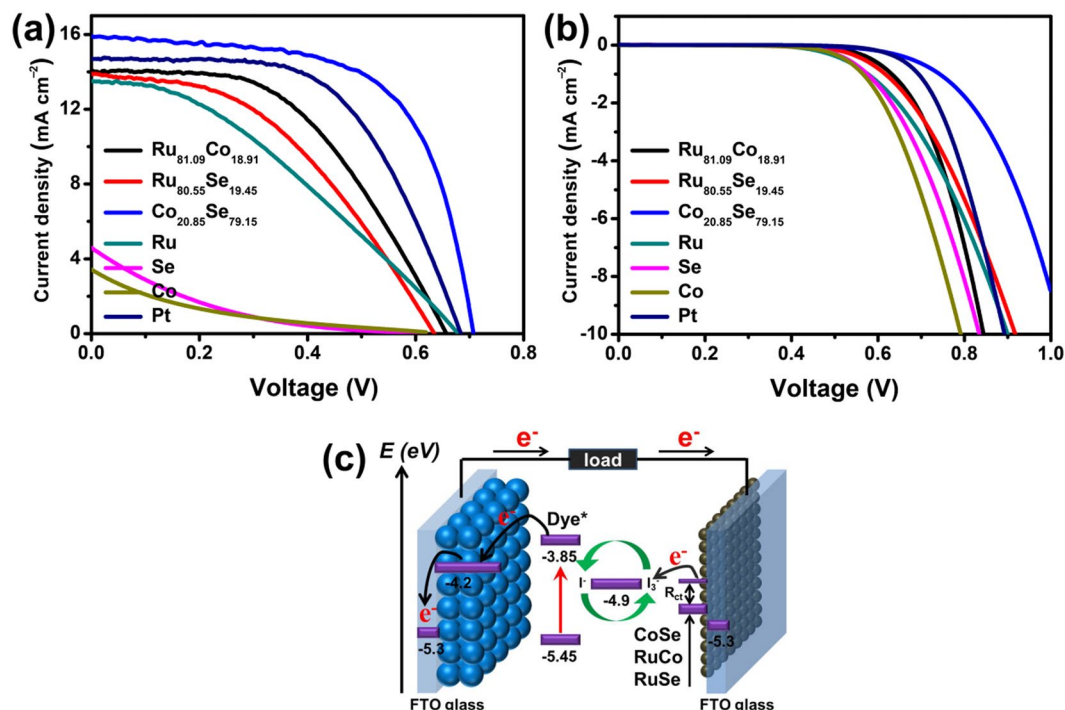 (a)
16
12
8
4
0
Current density (mA cm⁻²)
Ru₈₁.₀₉Co₁₈.₉₁
Ru₈₀.₅₅Se₁₉.₄₅
Co₂₀.₈₅Se₇₉.₁₅
Ru
Se
Co
Pt
0.0 0.2 0.4 0.6 0.8
Voltage (V)
(b)
0
-2
-4
-6
-8
-10
Current density (mA cm⁻²)
Ru₈₁.₀₉Co₁₈.₉₁
Ru₈₀.₅₅Se₁₉.₄₅
Co₂₀.₈₅Se₇₉.₁₅
Ru
Se
Co
Pt
0.0 0.2 0.4 0.6 0.8 1.0
Voltage (V)
(c)
E (eV)
e⁻ load e⁻
e⁻ Dye*
-3.85
e⁻
-4.2
I⁻ I₃⁻
-4.9
Rct
e⁻
-5.3
-5.45
CoSe
RuCo
RuSe
-5.3
FTO glass FTO glass